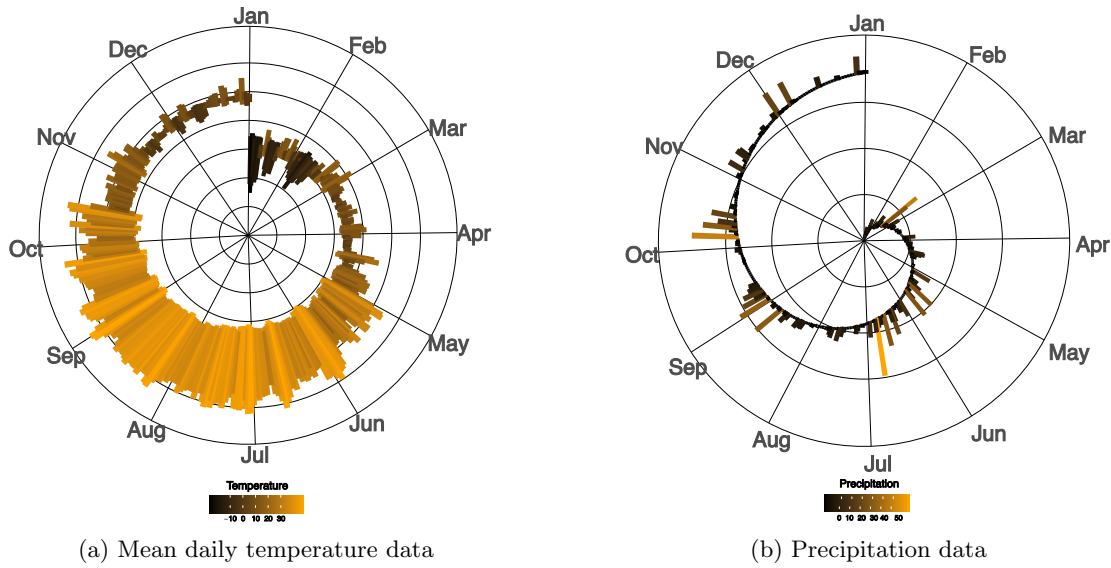 Jan
Feb
Mar
Apr
May
Jun
Jul
Aug
Sep
Oct
Nov
Dec
Temperature
-10 0 10 20 30
(a) Mean daily temperature data
Jan
Feb
Mar
Apr
May
Jun
Jul
Aug
Sep
Oct
Nov
Dec
Precipitation
0 10 20 30 40 50
(b) Precipitation data